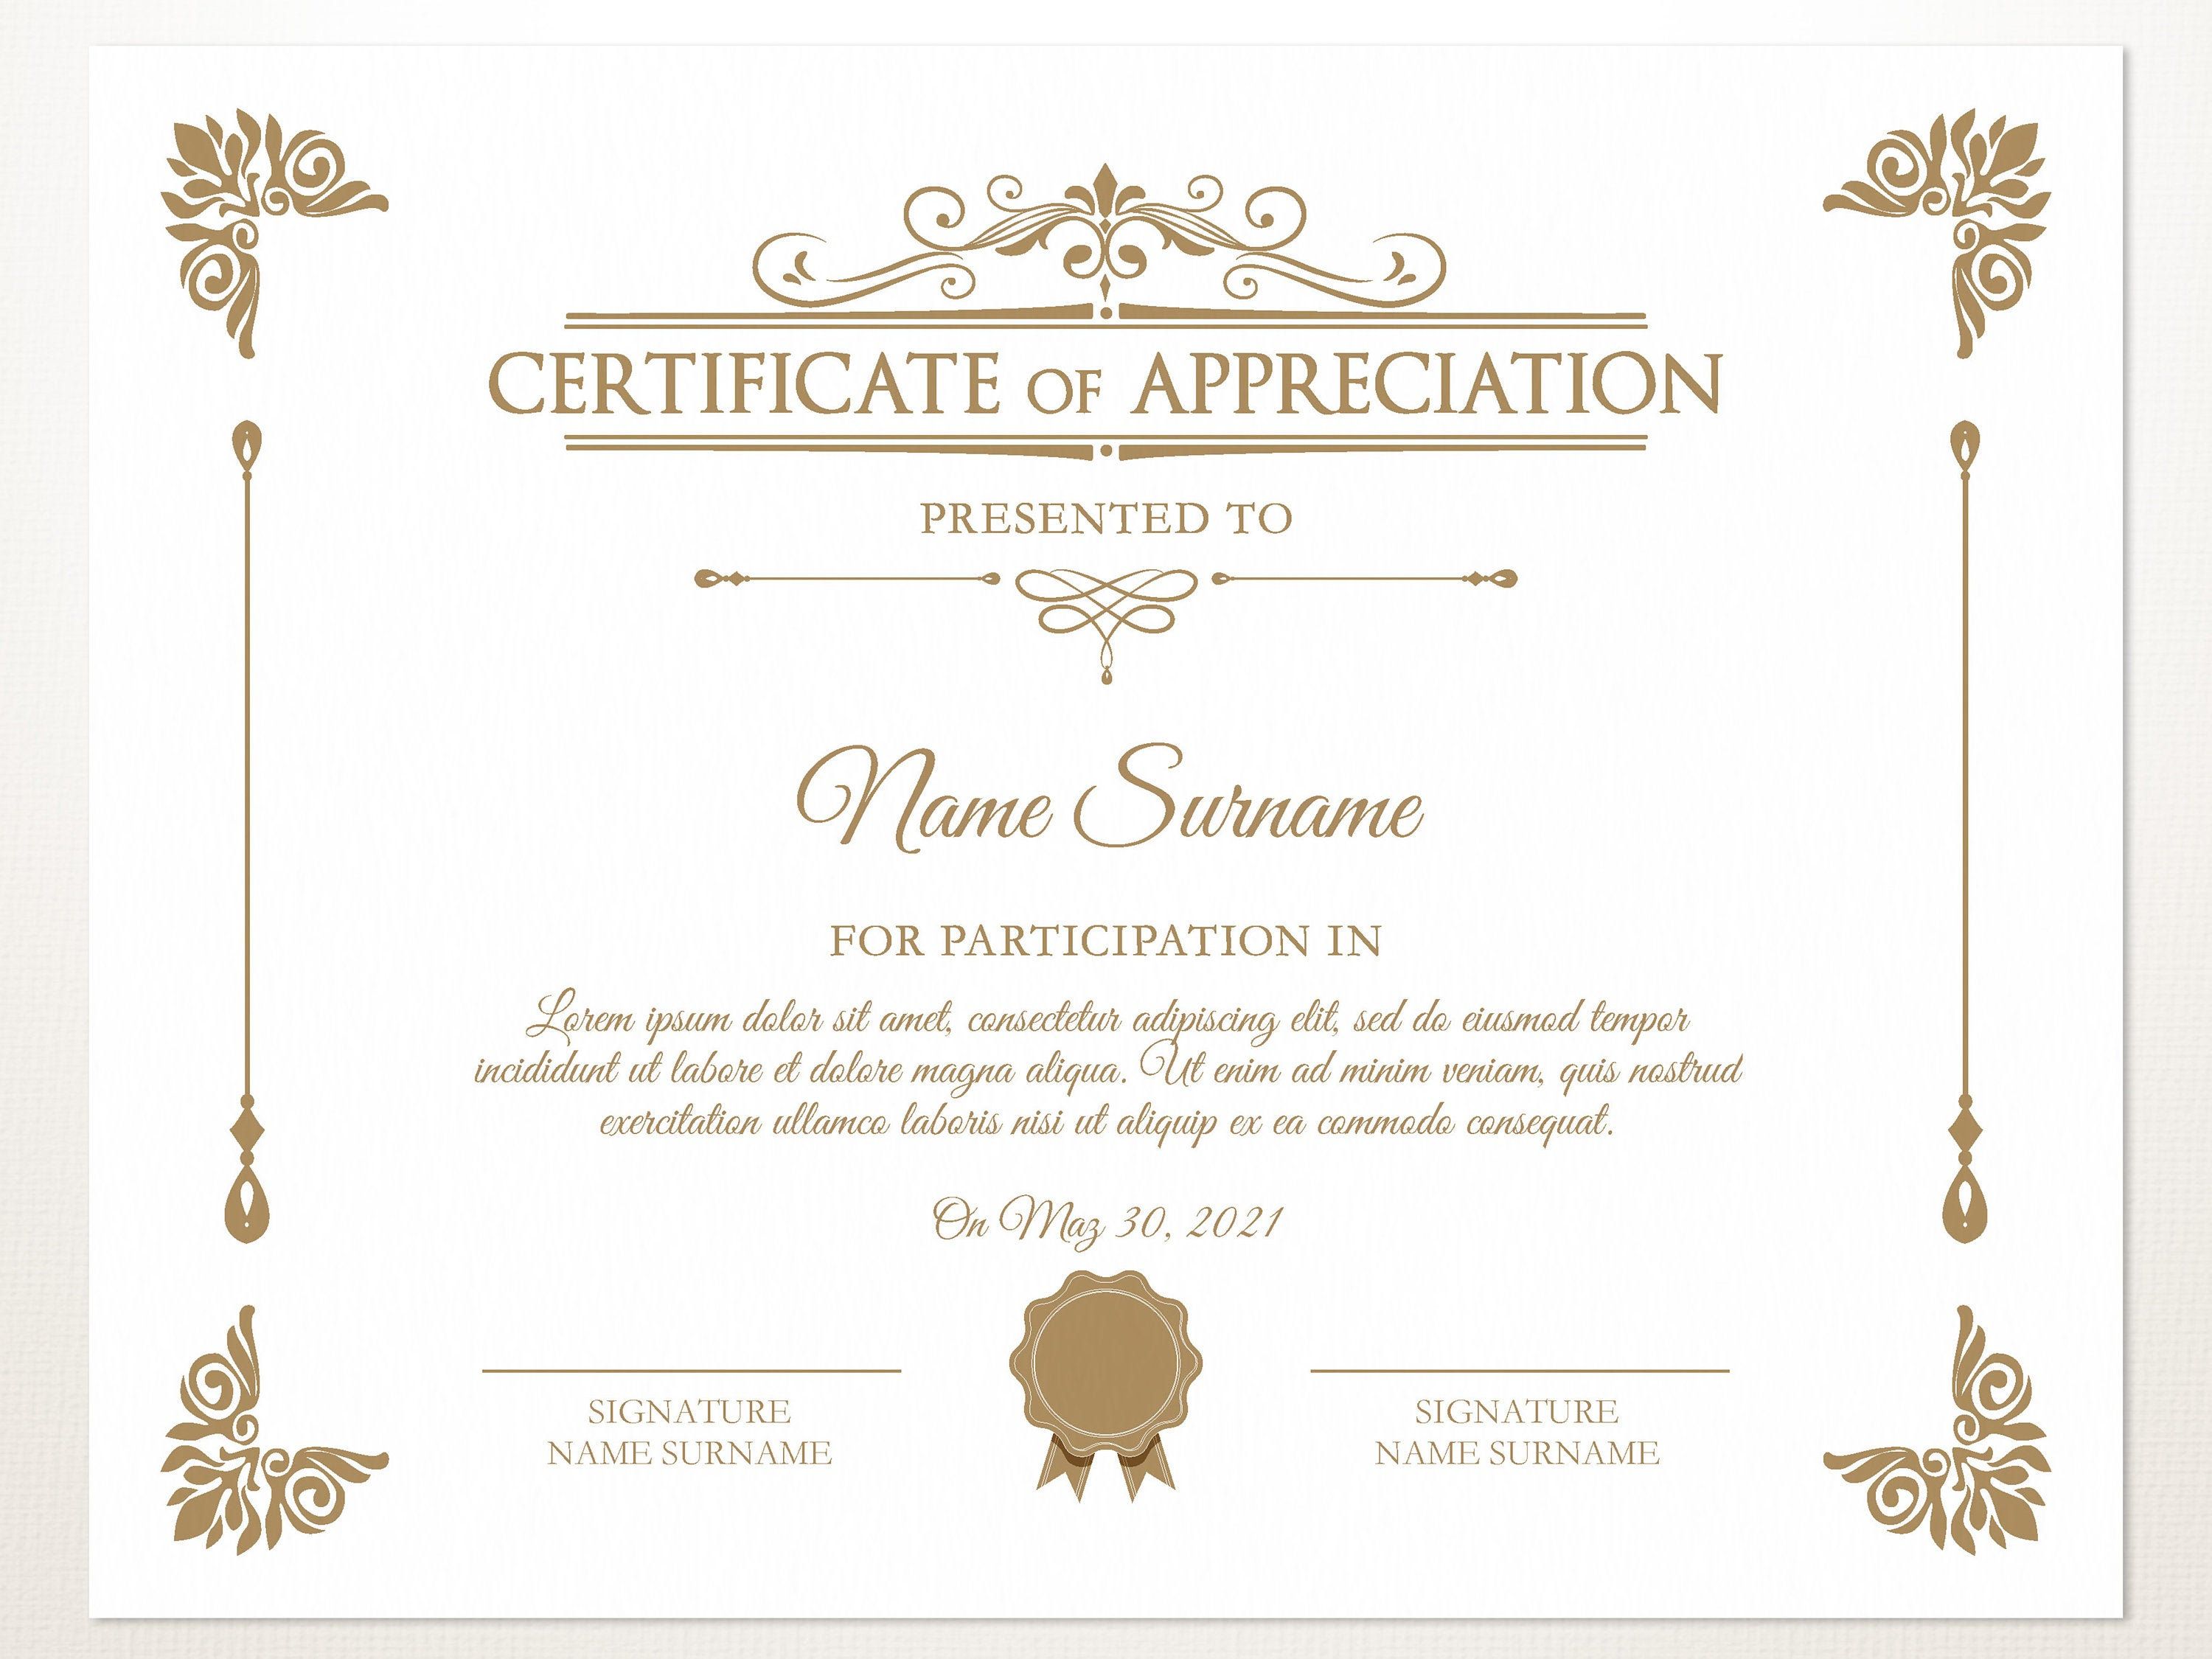 CERTIFICATE OF APPRECIATION
PRESENTED TO
Name Surname
FOR PARTICIPATION IN
Lorem ipsum dolor sit amet, consectetur adipiscing elit, sed do eiusmod tempor
incididunt ut labore et dolore magna aliqua. Ut enim ad minim veniam, quis nostrud
exercitation ullamco laboris nisi ut aliquip ex ea commodo consequat.
On Maz 30, 2021
SIGNATURE
NAME SURNAME
SIGNATURE
NAME SURNAME